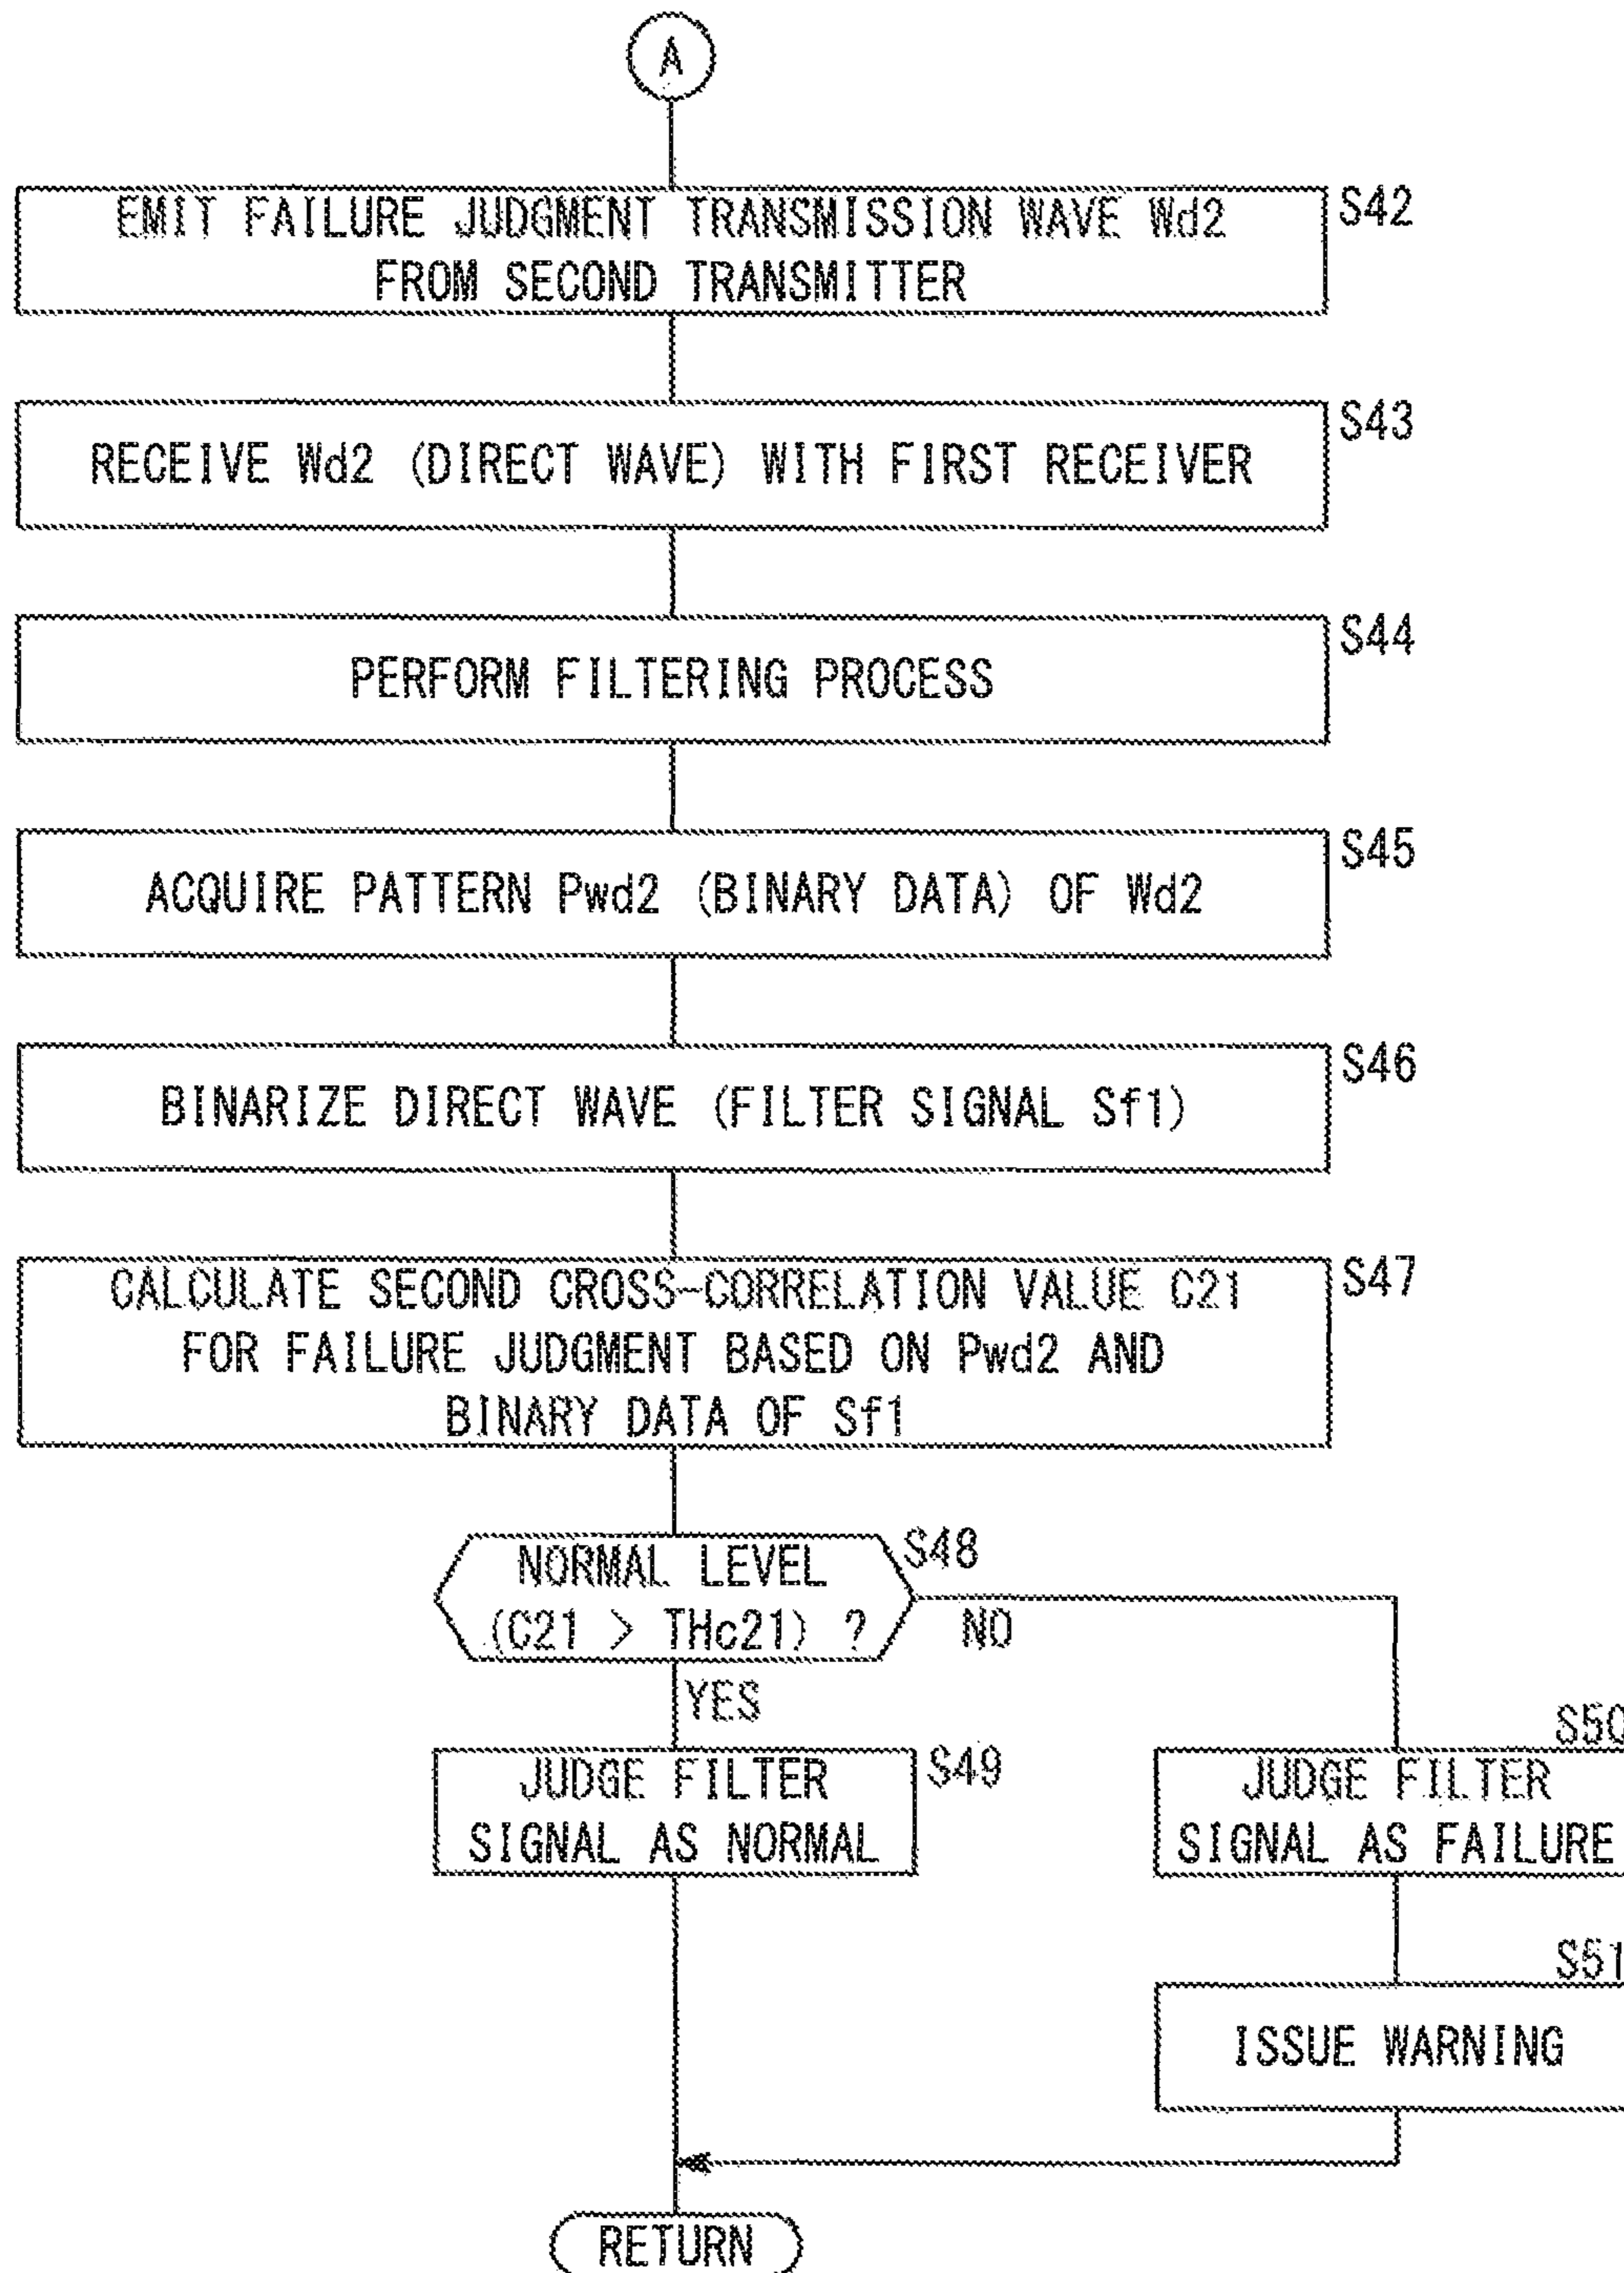 A
EMIT FAILURE JUDGMENT TRANSMISSION WAVE Wd2
FROM SECOND TRANSMITTER
S42
RECEIVE Wd2 (DIRECT WAVE) WITH FIRST RECEIVER
S43
PERFORM FILTERING PROCESS
S44
ACQUIRE PATTERN Pwd2 (BINARY DATA) OF Wd2
S45
BINARIZE DIRECT WAVE (FILTER SIGNAL Sf1)
S46
CALCULATE SECOND CROSS-CORRELATION VALUE C21
FOR FAILURE JUDGMENT BASED ON Pwd2 AND
BINARY DATA OF Sf1
S47
NORMAL LEVEL
(C21 > THc21) ?
S48
NO
YES
JUDGE FILTER
SIGNAL AS NORMAL
S49
S50
JUDGE FILTER
SIGNAL AS FAILURE
S51
ISSUE WARNING
RETURN